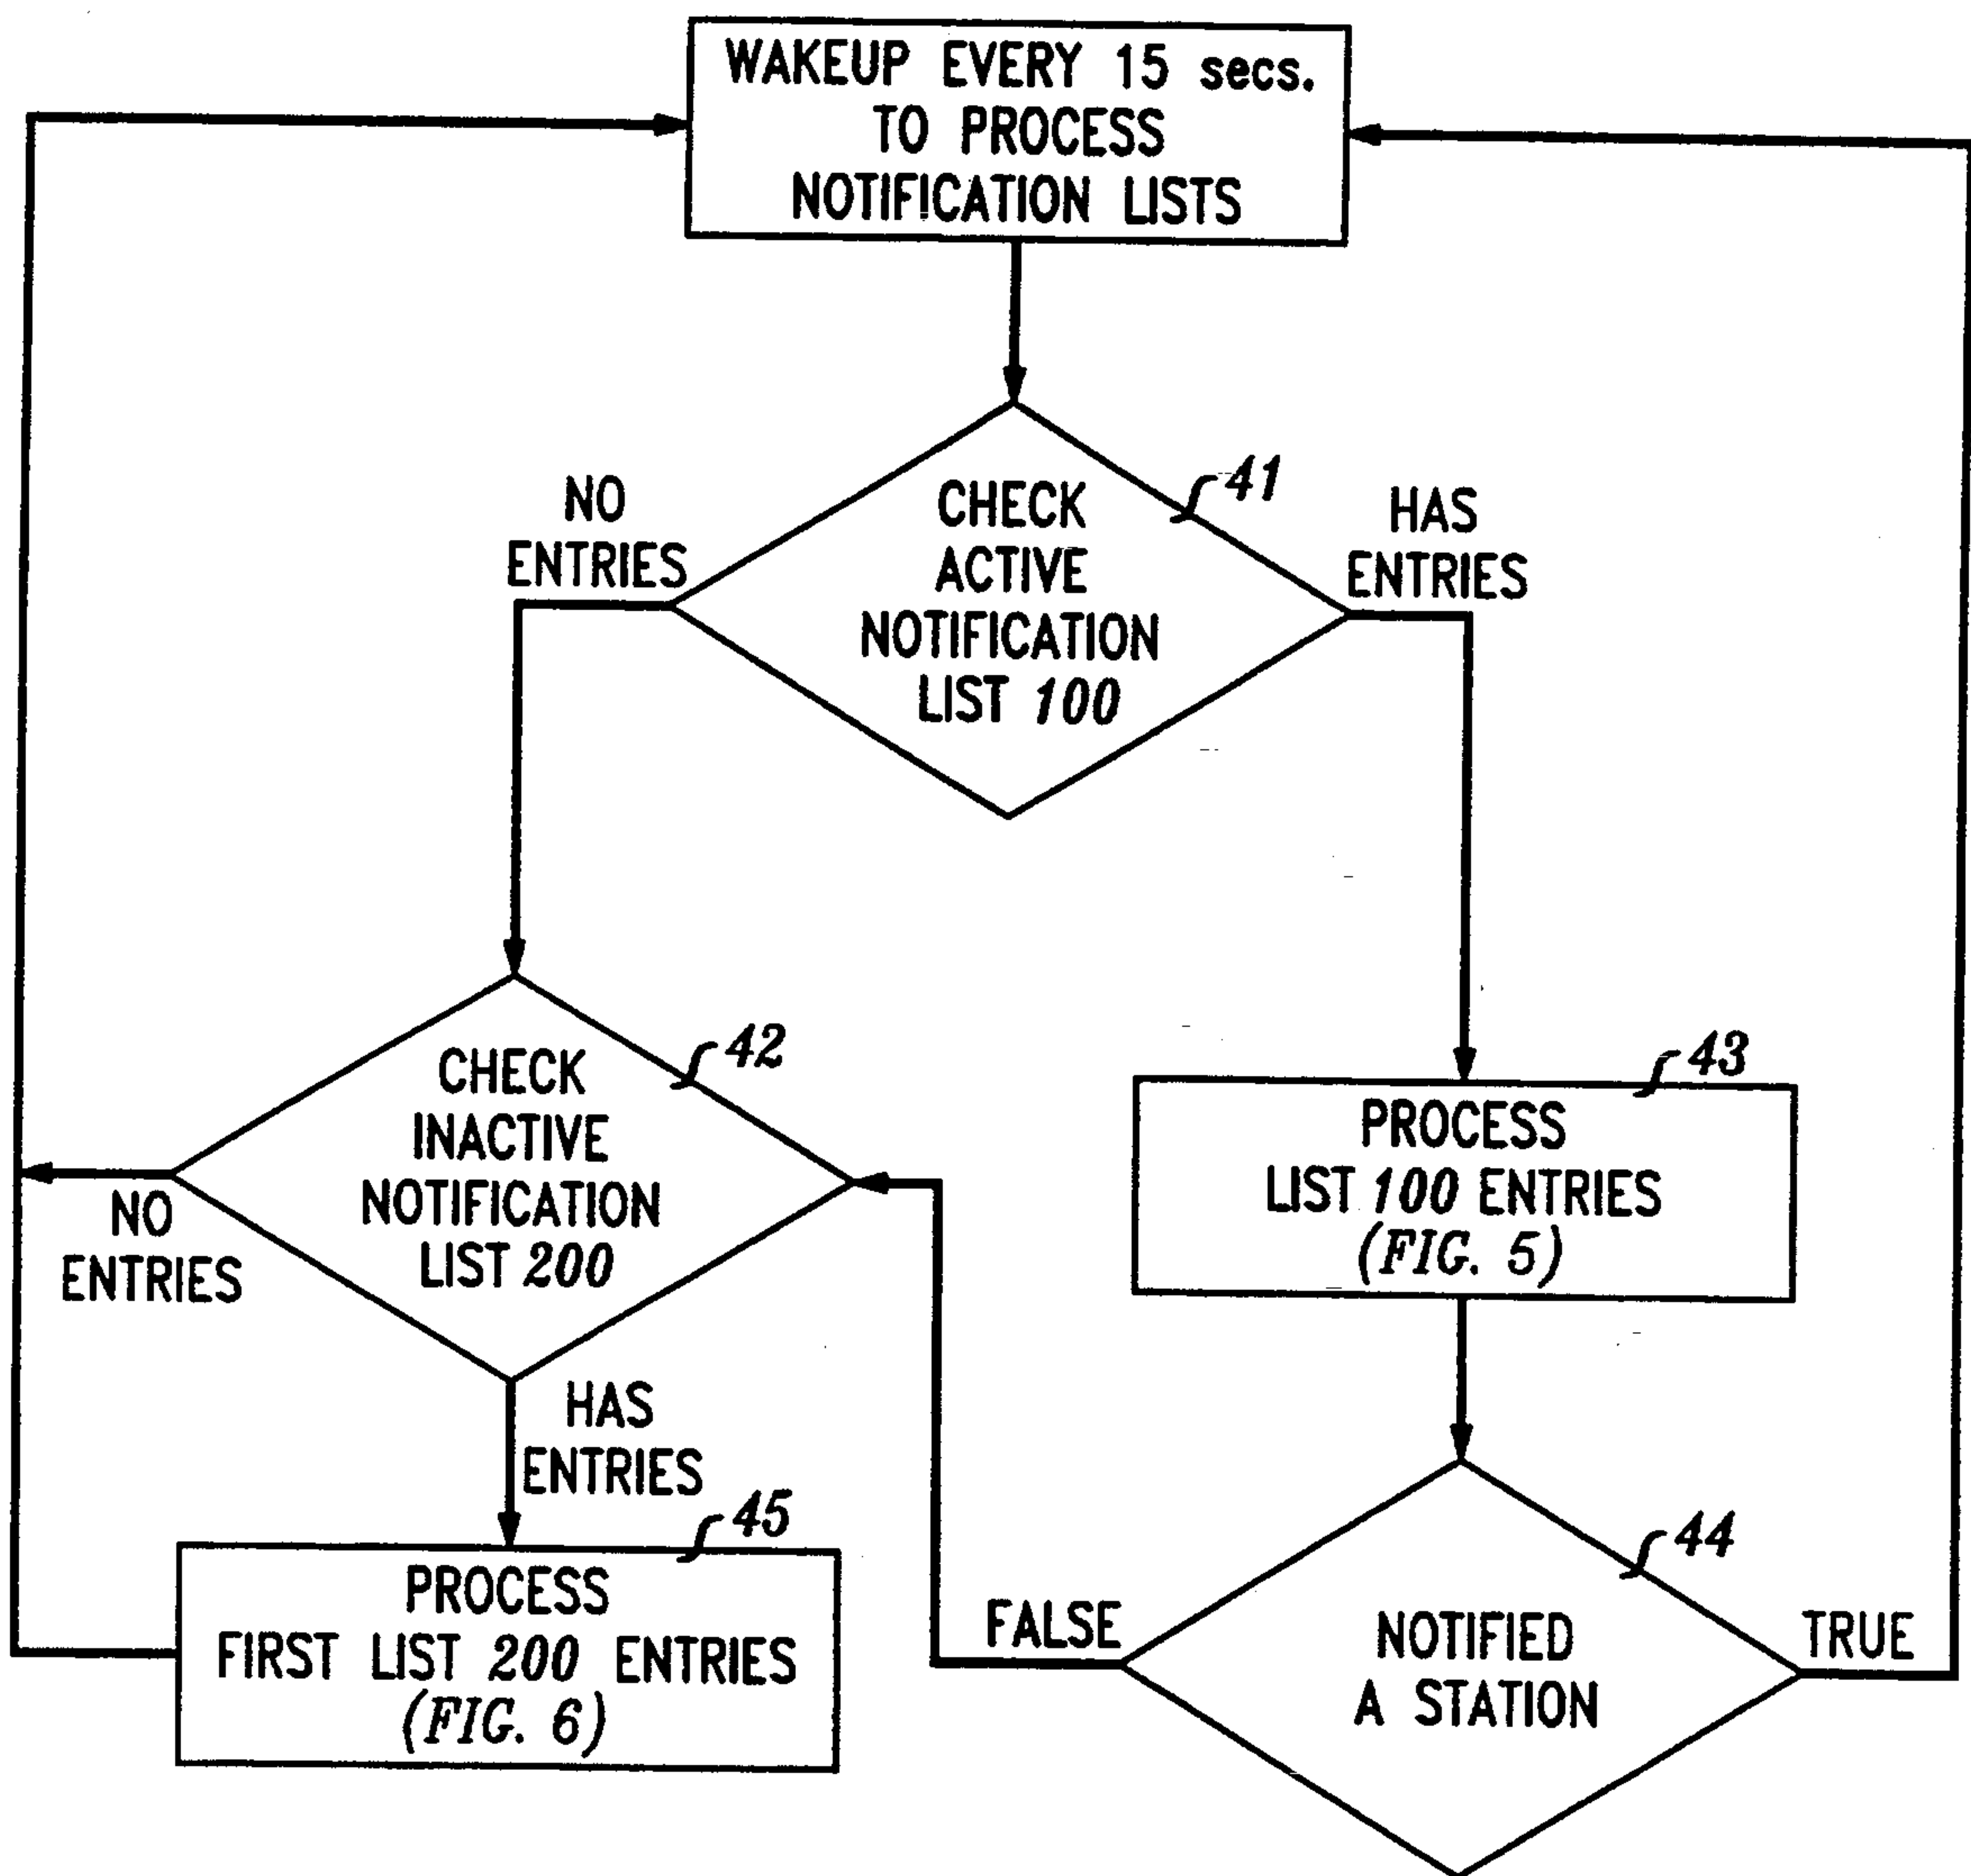 WAKEUP EVERY 15 secs.
TO PROCESS
NOTIFICATION LISTS
NO
ENTRIES
CHECK
ACTIVE
NOTIFICATION
LIST 100
41
HAS
ENTRIES
CHECK
INACTIVE
NOTIFICATION
LIST 200
42
NO
ENTRIES
HAS
ENTRIES
PROCESS
LIST 100 ENTRIES
(FIG. 5)
43
PROCESS
FIRST LIST 200 ENTRIES
(FIG. 6)
45
FALSE
NOTIFIED
A STATION
44
TRUE